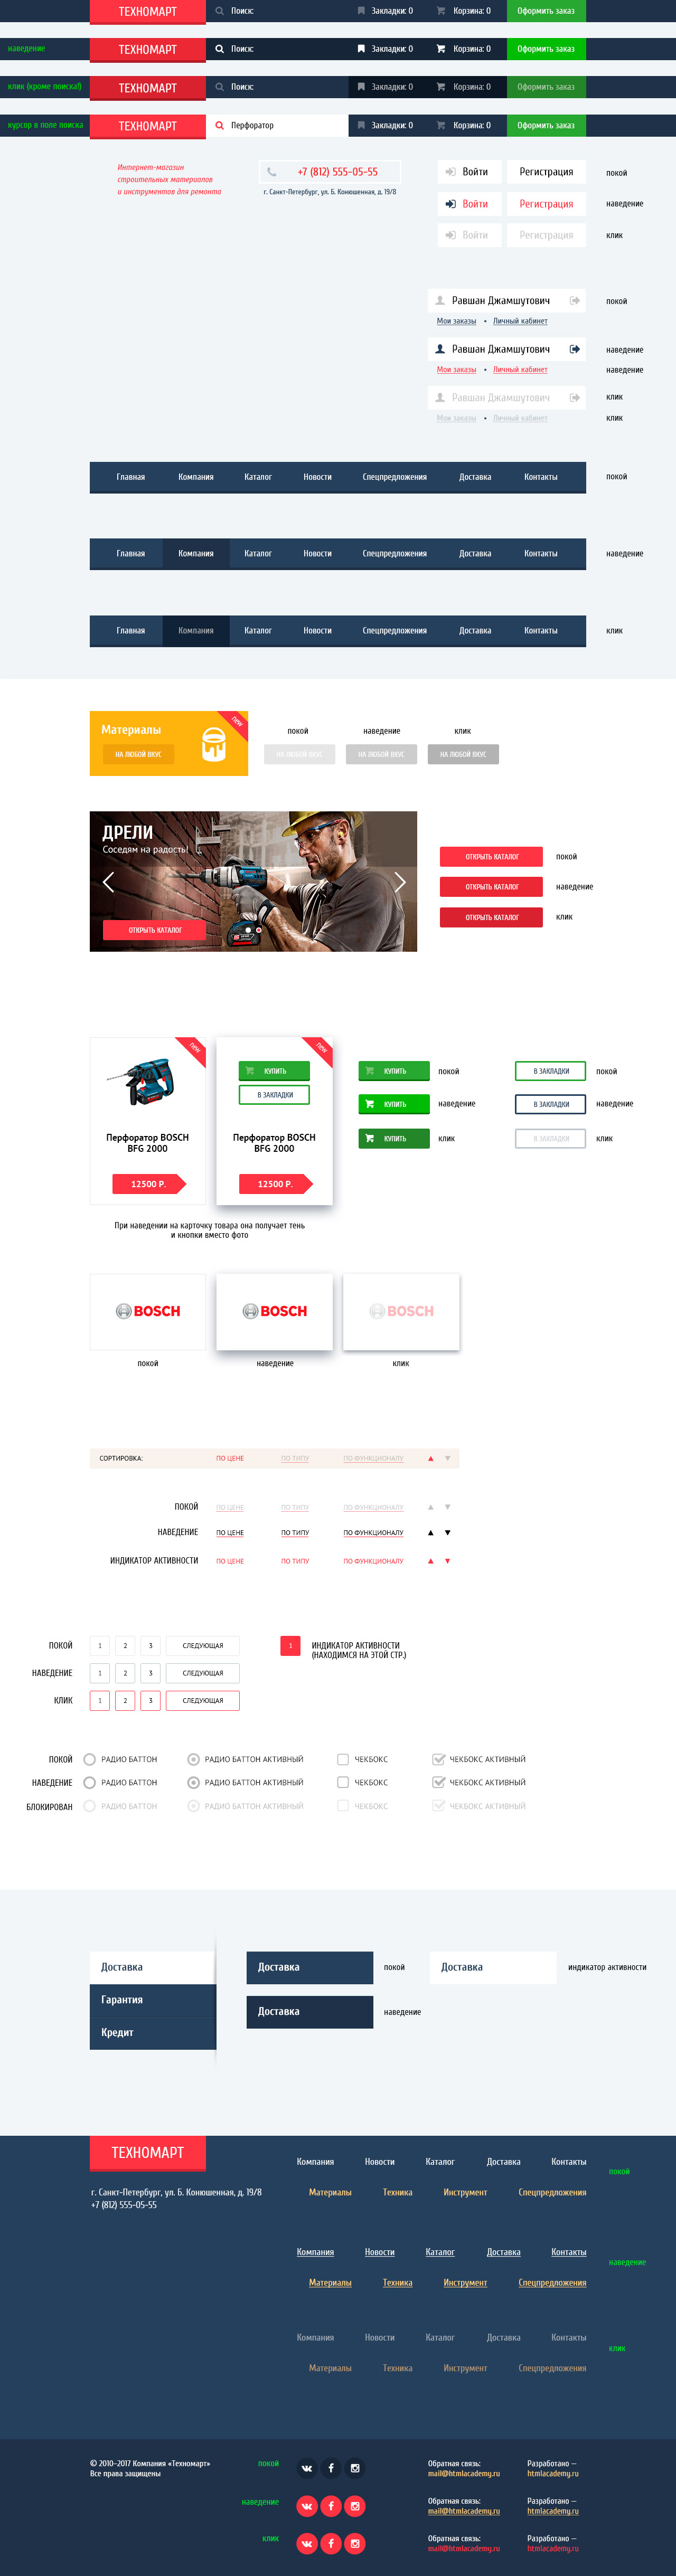 ТЕХНОМАРТ Поиск: Закладки: 0 Корзина: 0 Оформить заказ
наведение ТЕХНОМАРТ Поиск: Закладки: 0 Корзина: 0 Оформить заказ
клик (кроме поиска!) ТЕХНОМАРТ Поиск: Закладки: 0 Корзина: 0 Оформить заказ
курсор в поле поиска ТЕХНОМАРТ Перфоратор Закладки: 0 Корзина: 0 Оформить заказ
Интернет-магазин
строительных материалов
и инструментов для ремонта
+7 (812) 555-05-55
г. Санкт-Петербург, ул. Б. Конюшенная, д. 19/8
Войти Регистрация покой
Войти Регистрация наведение
Войти Регистрация клик
Равшан Джамшутович покой
Мои заказы • Личный кабинет
Равшан Джамшутович наведение
Мои заказы • Личный кабинет наведение
Равшан Джамшутович клик
Мои заказы • Личный кабинет клик
Главная Компания Каталог Новости Спецпредложения Доставка Контакты покой
Главная Компания Каталог Новости Спецпредложения Доставка Контакты наведение
Главная Компания Каталог Новости Спецпредложения Доставка Контакты клик
Материалы new
НА ЛЮБОЙ ВКУС
покой наведение клик
НА ЛЮБОЙ ВКУС НА ЛЮБОЙ ВКУС НА ЛЮБОЙ ВКУС
ДРЕЛИ
Соседям на радость!
ОТКРЫТЬ КАТАЛОГ
ОТКРЫТЬ КАТАЛОГ покой
ОТКРЫТЬ КАТАЛОГ наведение
ОТКРЫТЬ КАТАЛОГ клик
new
Перфоратор BOSCH
BFG 2000
12500 Р.
new
КУПИТЬ
В ЗАКЛАДКИ
Перфоратор BOSCH
BFG 2000
12500 Р.
КУПИТЬ покой В ЗАКЛАДКИ покой
КУПИТЬ наведение В ЗАКЛАДКИ наведение
КУПИТЬ клик В ЗАКЛАДКИ клик
При наведении на карточку товара она получает тень
и кнопки вместо фото
BOSCH BOSCH BOSCH
покой наведение клик
СОРТИРОВКА: ПО ЦЕНЕ ПО ТИПУ ПО ФУНКЦИОНАЛУ
ПОКОЙ ПО ЦЕНЕ ПО ТИПУ ПО ФУНКЦИОНАЛУ
НАВЕДЕНИЕ ПО ЦЕНЕ ПО ТИПУ ПО ФУНКЦИОНАЛУ
ИНДИКАТОР АКТИВНОСТИ ПО ЦЕНЕ ПО ТИПУ ПО ФУНКЦИОНАЛУ
ПОКОЙ 1 2 3 СЛЕДУЮЩАЯ 1 ИНДИКАТОР АКТИВНОСТИ
(НАХОДИМСЯ НА ЭТОЙ СТР.)
НАВЕДЕНИЕ 1 2 3 СЛЕДУЮЩАЯ
КЛИК 1 2 3 СЛЕДУЮЩАЯ
ПОКОЙ РАДИО БАТТОН РАДИО БАТТОН АКТИВНЫЙ ЧЕКБОКС ЧЕКБОКС АКТИВНЫЙ
НАВЕДЕНИЕ РАДИО БАТТОН РАДИО БАТТОН АКТИВНЫЙ ЧЕКБОКС ЧЕКБОКС АКТИВНЫЙ
БЛОКИРОВАН РАДИО БАТТОН РАДИО БАТТОН АКТИВНЫЙ ЧЕКБОКС ЧЕКБОКС АКТИВНЫЙ
Доставка Доставка покой Доставка индикатор активности
Гарантия
Доставка наведение
Кредит
ТЕХНОМАРТ
г. Санкт-Петербург, ул. Б. Конюшенная, д. 19/8
+7 (812) 555-05-55
Компания Новости Каталог Доставка Контакты
покой
Материалы Техника Инструмент Спецпредложения
Компания Новости Каталог Доставка Контакты
наведение
Материалы Техника Инструмент Спецпредложения
Компания Новости Каталог Доставка Контакты
клик
Материалы Техника Инструмент Спецпредложения
© 2010–2017 Компания «Техномарт»
Все права защищены
покой
Обратная связь: Разработано —
mail@htmlacademy.ru htmlacademy.ru
наведение
Обратная связь: Разработано —
mail@htmlacademy.ru htmlacademy.ru
клик
Обратная связь: Разработано —
mail@htmlacademy.ru htmlacademy.ru